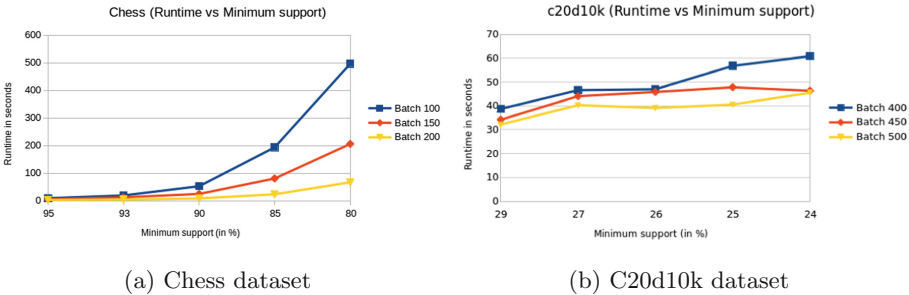 Chess (Runtime vs Minimum support)
600
500
400
300
200
100
0
Runtime in seconds
95 93 90 85 80
Minimum support (in %)
Batch 100
Batch 150
Batch 200
(a) Chess dataset
c20d10k (Runtime vs Minimum support)
70
60
50
40
30
20
10
0
Runtime in seconds
29 27 26 25 24
Minimum support (in %)
Batch 400
Batch 450
Batch 500
(b) C20d10k dataset